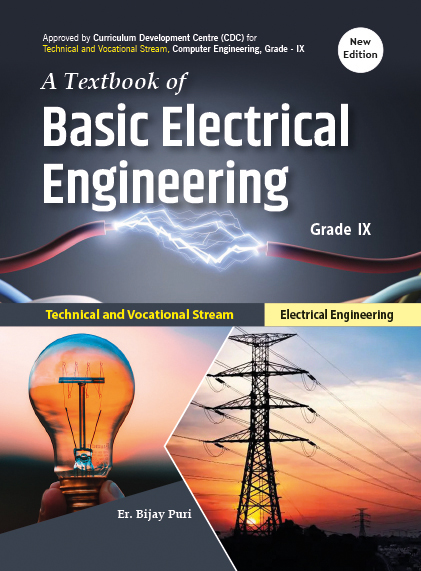 Approved by Curriculum Development Centre (CDC) for
Technical and Vocational Stream, Computer Engineering, Grade - IX
New
Edition
A Textbook of
Basic Electrical
Engineering
Grade IX
Technical and Vocational Stream
Electrical Engineering
Er. Bijay Puri